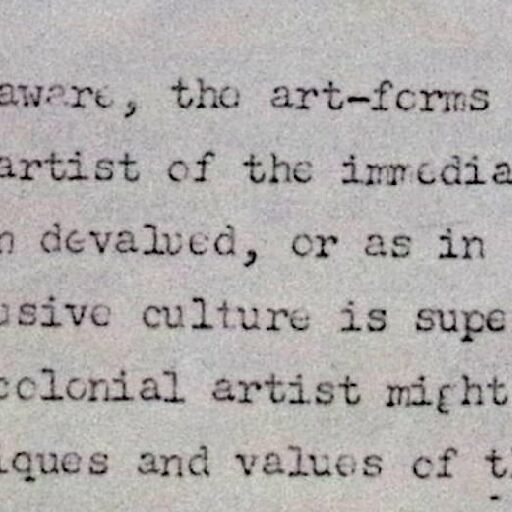 aware, the art-forms
artist of the immedia
n devalued, or as in
usive culture is supe
colonial artist might
iques and values of t